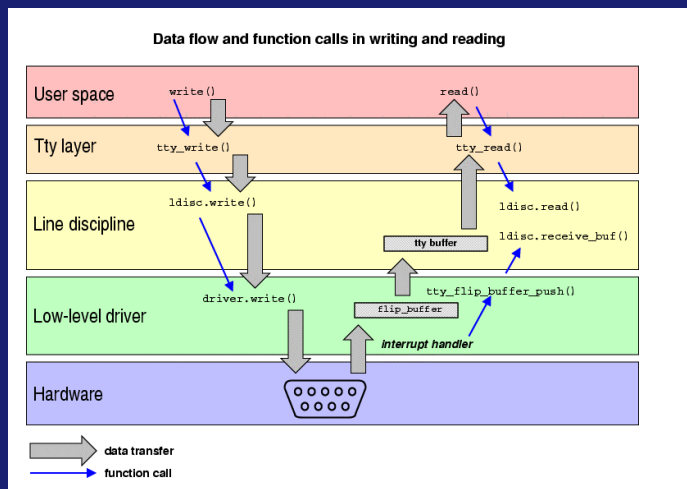 Data flow and function calls in writing and reading
User space
write()
read()
Tty layer
tty_write()
tty_read()
Line discipline
ldisc.write()
ldisc.read()
ldisc.receive_buf()
tty buffer
Low-level driver
driver.write()
tty_flip_buffer_push()
flip_buffer
interrupt handler
Hardware
data transfer
function call